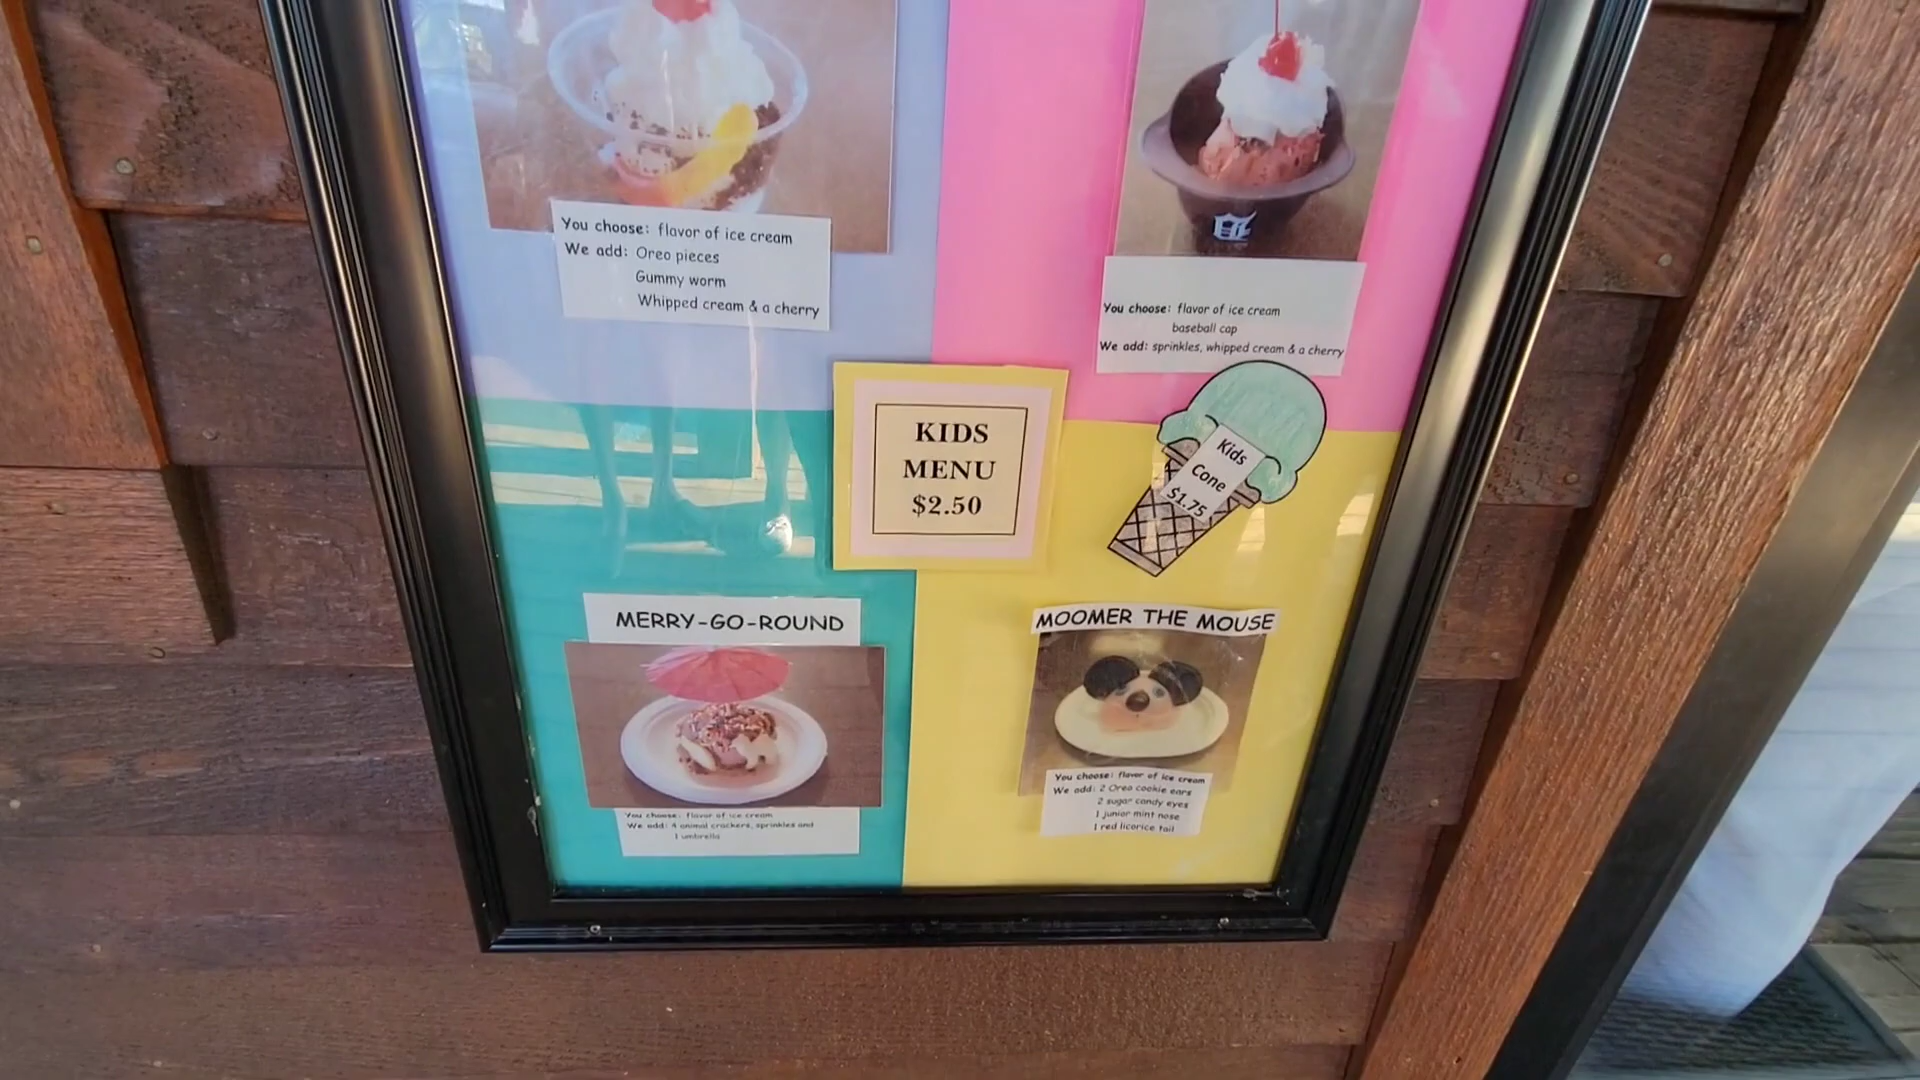 You choose: flavor of ice cream
We add: Oreo pieces
Gummy worm
Whipped cream & a cherry
You choose: flavor of ice cream
baseball cap
We add: sprinkles, whipped cream & a cherry
KIDS
MENU
$2.50
Kids
Cone
$1.75
MERRY-GO-ROUND
You choose: flavor of ice cream
We add: 4 animal crackers, sprinkles and
1 umbrella
MOOMER THE MOUSE
You choose: flavor of ice cream
We add: 2 Oreo cookie ears
2 sugar candy eyes
1 junior mint nose
1 red licorice tail